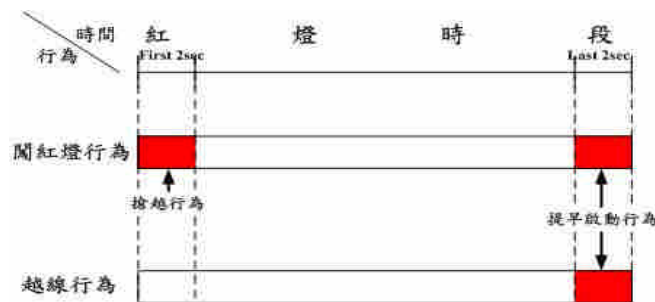 時間 紅 燈 時 段
行為 First 2sec Last 2sec
闖紅燈行為
搶越行為
提早啟動行為
越線行為